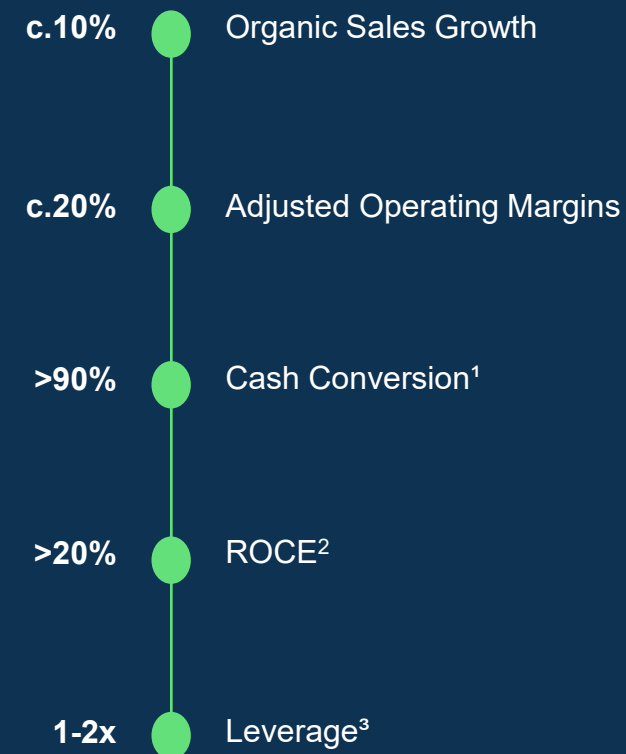 c.10% Organic Sales Growth
c.20% Adjusted Operating Margins
>90% Cash Conversion¹
>20% ROCE²
1-2x Leverage³